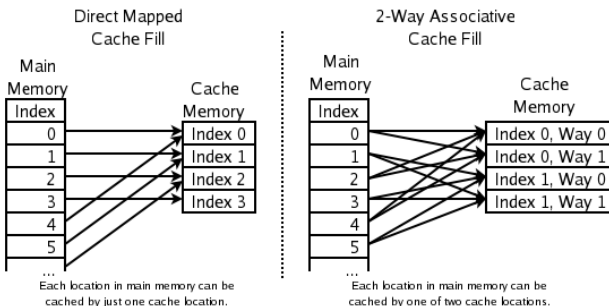 Direct Mapped
Cache Fill
Main
Memory
Index
0
1
2
3
4
5
...
Cache
Memory
Index 0
Index 1
Index 2
Index 3
Each location in main memory can be
cached by just one cache location.
2-Way Associative
Cache Fill
Main
Memory
Index
0
1
2
3
4
5
...
Cache
Memory
Index 0, Way 0
Index 0, Way 1
Index 1, Way 0
Index 1, Way 1
Each location in main memory can be
cached by one of two cache locations.